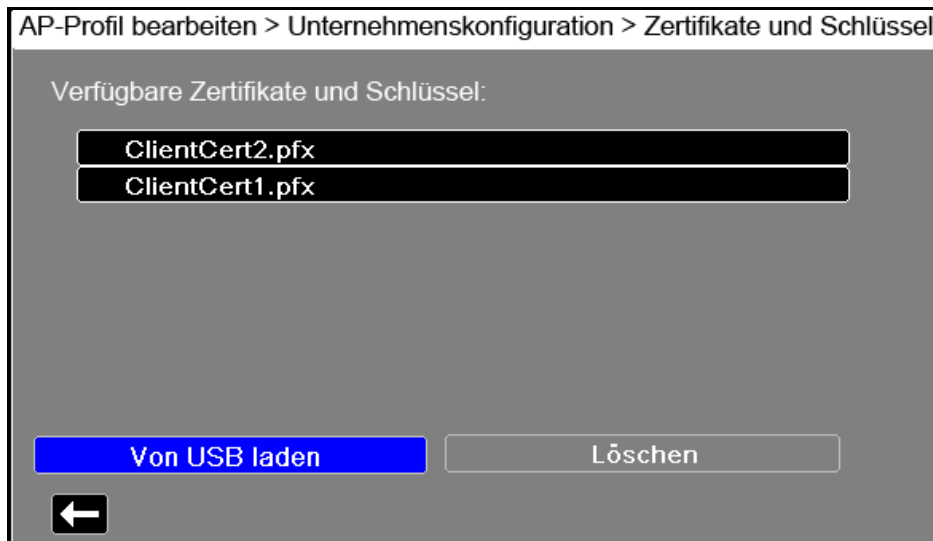 AP-Profil bearbeiten > Unternehmenskonfiguration > Zertifikate und Schlüssel
Verfügbare Zertifikate und Schlüssel:
ClientCert2.pfx
ClientCert1.pfx
Von USB laden
Löschen